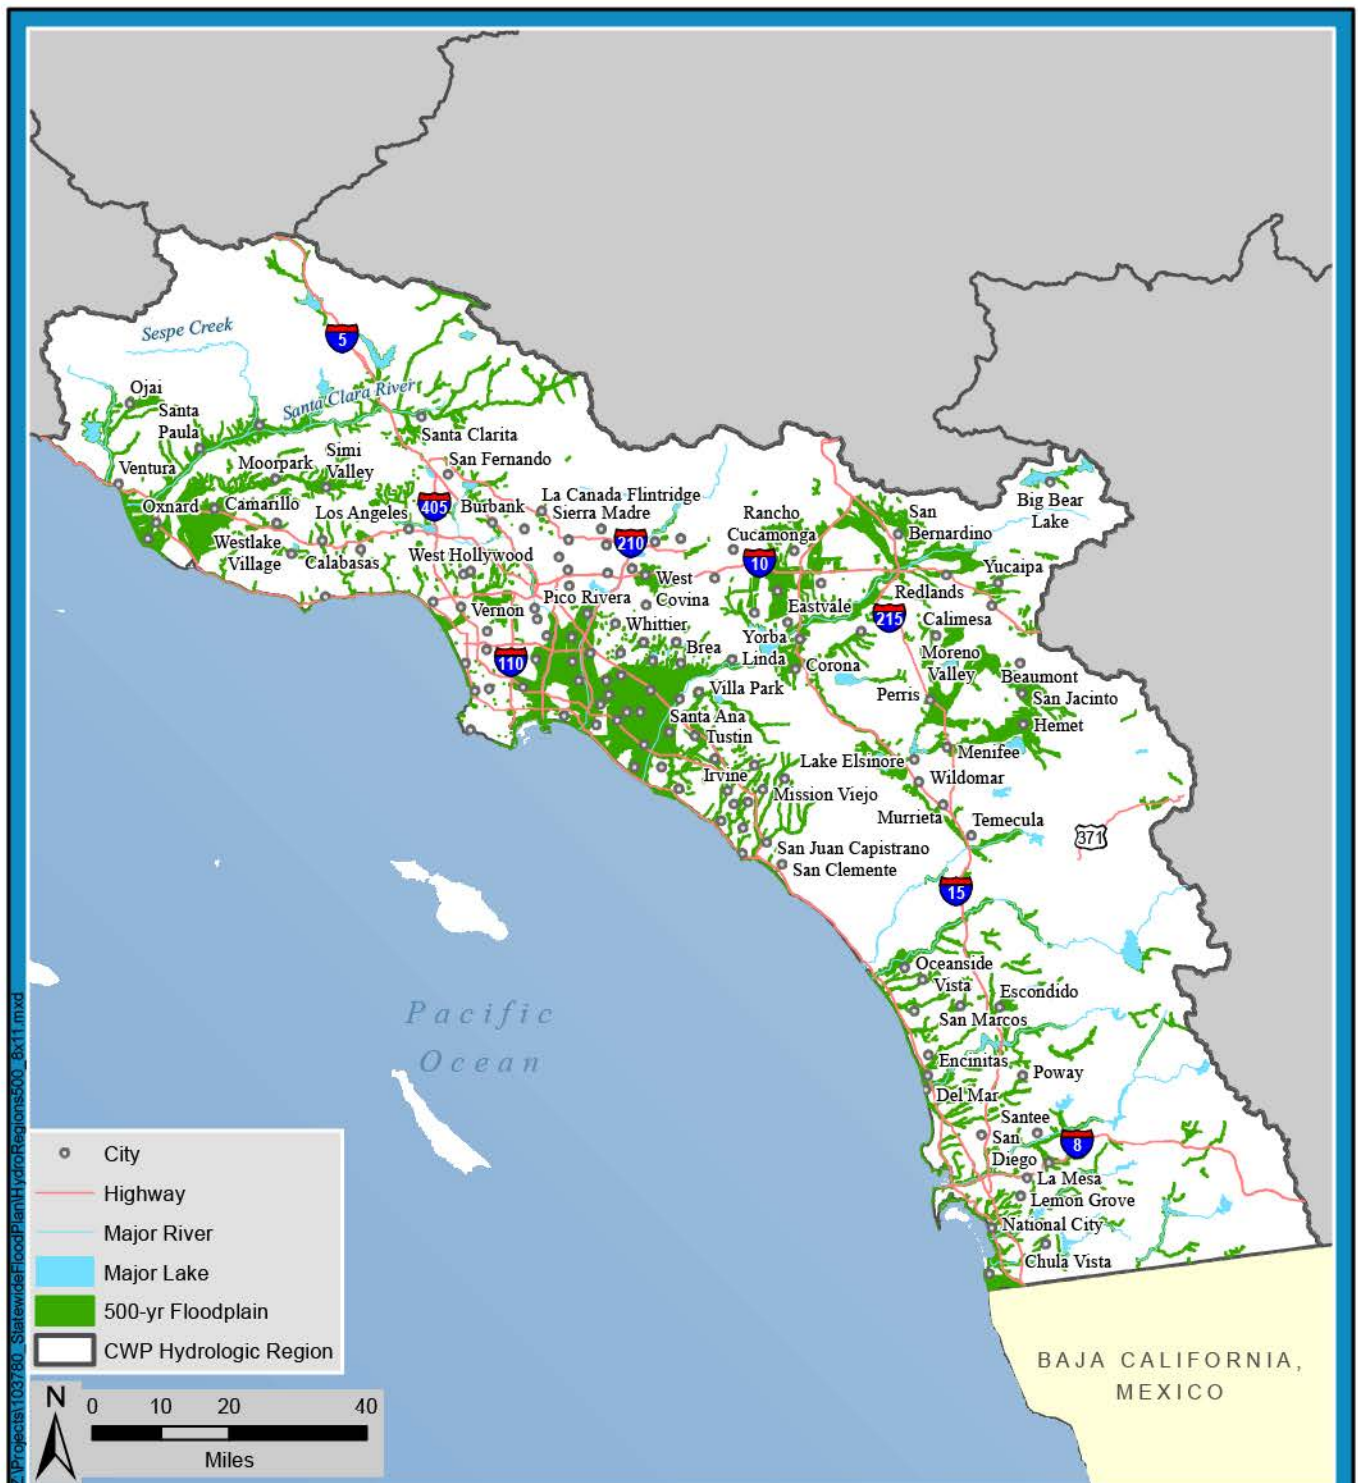 Sespe Creek
5
Ojai
Santa Clara River
Santa
Paula
Santa Clarita
Simi
Valley
Moorpark
San Fernando
Ventura
Big Bear
Lake
La Canada Flintridge
Oxnard
Camarillo
Los Angeles
405
Burbank
Sierra Madre
Rancho
Cucamonga
San
Bernardino
210
Westlake
Village
Calabasas
West Hollywood
10
Yucaipa
West
Covina
Redlands
Pico Rivera
Vernon
Eastvale
215
Calimesa
Whittier
Yorba
Linda
Brea
110
Corona
Moreno
Valley
Beaumont
Villa Park
Perris
San Jacinto
Santa Ana
Hemet
Tustin
Menifee
Lake Elsinore
Irvine
Wildomar
Mission Viejo
Murrieta
Temecula
371
San Juan Capistrano
San Clemente
15
Oceanside
Vista
Escondido
Pacific
Ocean
San Marcos
Encinitas
Poway
Del Mar
Santee
San
Diego
8
La Mesa
Lemon Grove
National City
Chula Vista
City
Highway
Major River
Major Lake
500-yr Floodplain
CWP Hydrologic Region
BAJA CALIFORNIA,
MEXICO
N
0 10 20 40
Miles
Z:\Projects\103780_StatewideFloodPlan\HydroRegions500_8x11.mxd